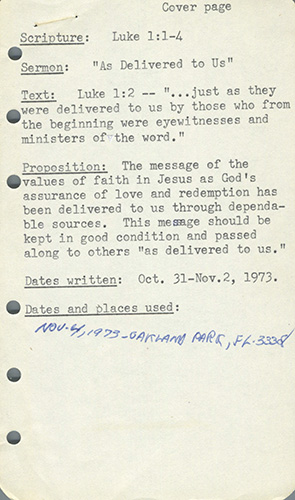 Cover page
Scripture: Luke 1:1-4
Sermon: "As Delivered to Us"
Text: Luke 1:2 -- "...just as they
were delivered to us by those who from
the beginning were eyewitnesses and
ministers of the word."
Proposition: The message of the
values of faith in Jesus as God's
assurance of love and redemption has
been delivered to us through dependa-
ble sources. This message should be
kept in good condition and passed
along to others "as delivered to us."
Dates written: Oct. 31-Nov.2, 1973.
Dates and places used:
NOV-4, 1973-OAKLAND PARK, FL-